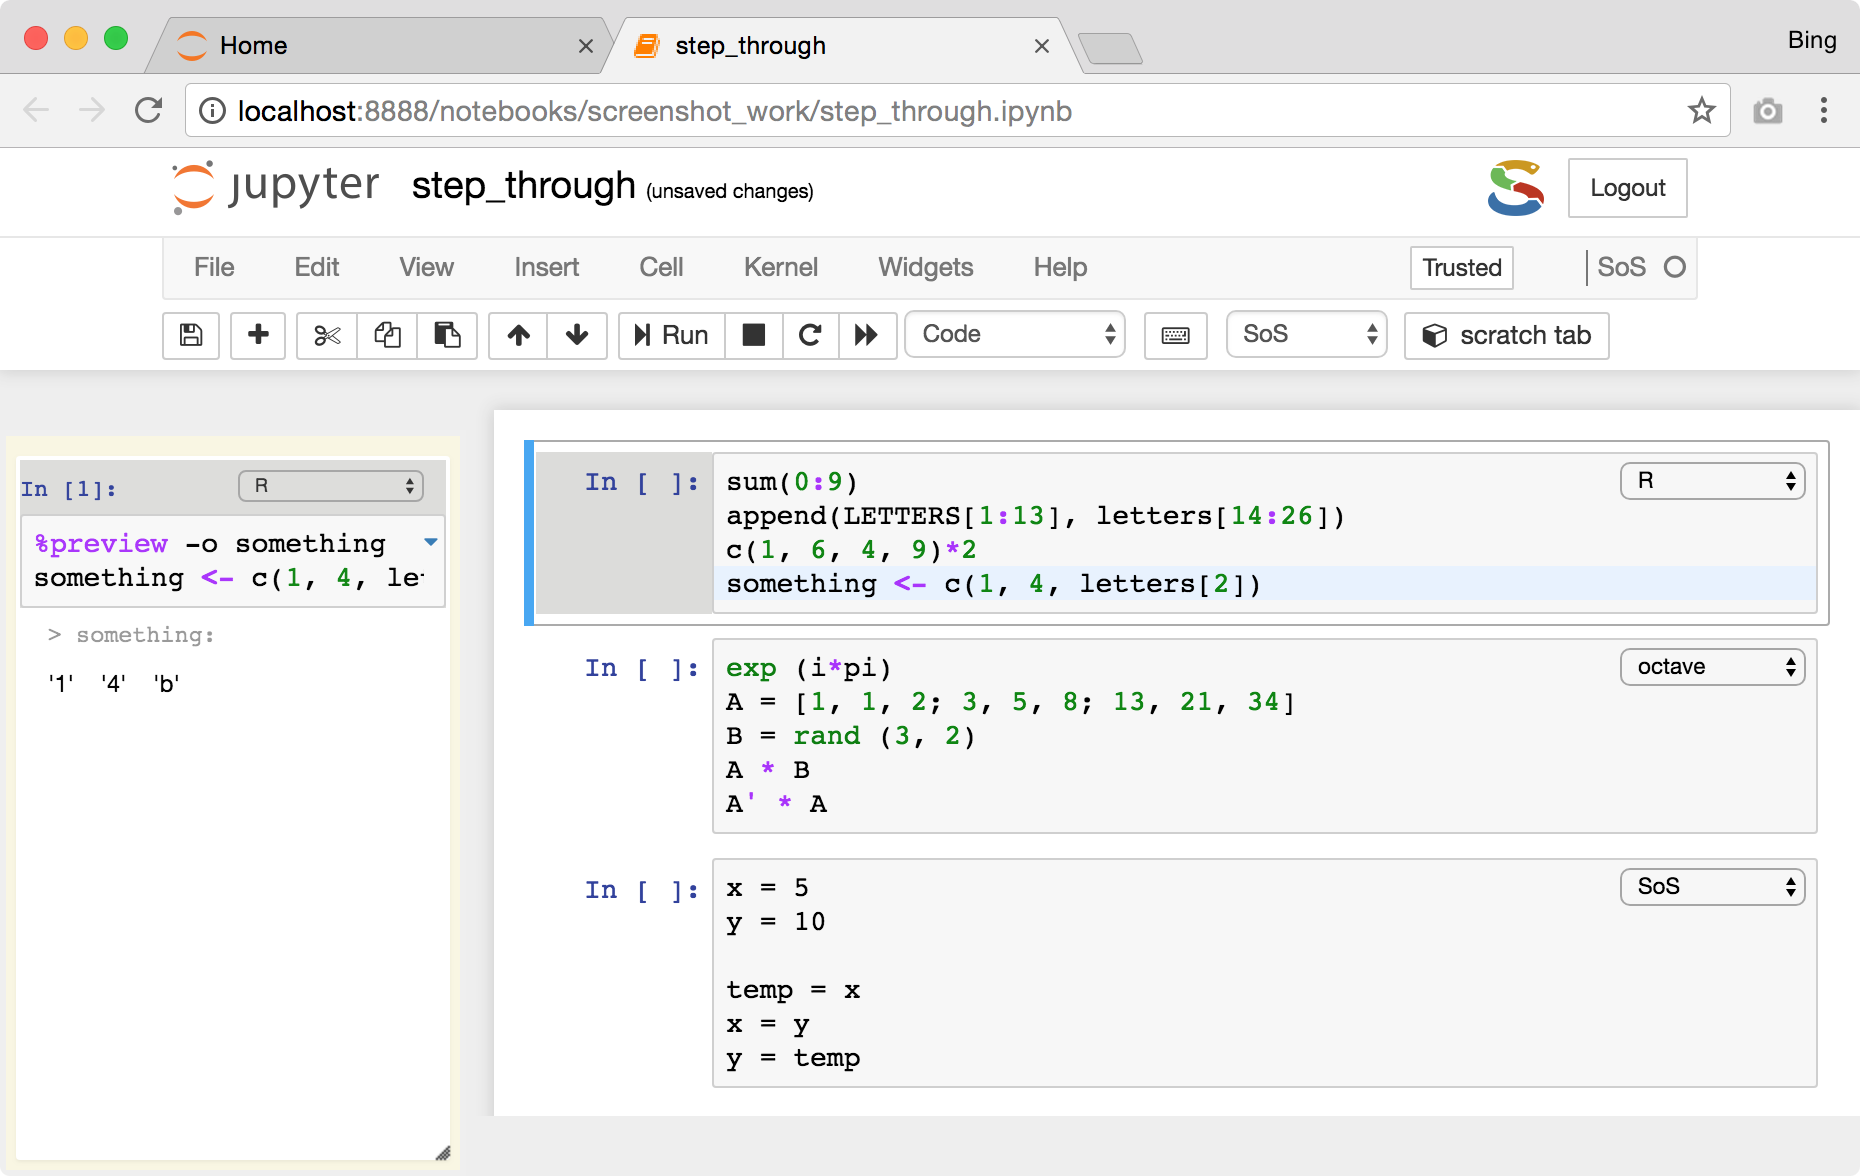 Home
step_through
Bing
localhost:8888/notebooks/screenshot_work/step_through.ipynb
jupyter step_through (unsaved changes)
Logout
File Edit View Insert Cell Kernel Widgets Help Trusted SoS
Run Code SoS scratch tab
In [1]: R
%preview -o something
something <- c(1, 4, le
> something:
'1' '4' 'b'
In [ ]: R
sum(0:9)
append(LETTERS[1:13], letters[14:26])
c(1, 6, 4, 9)*2
something <- c(1, 4, letters[2])
In [ ]: octave
exp (i*pi)
A = [1, 1, 2; 3, 5, 8; 13, 21, 34]
B = rand (3, 2)
A * B
A' * A
In [ ]: SoS
x = 5
y = 10
temp = x
x = y
y = temp